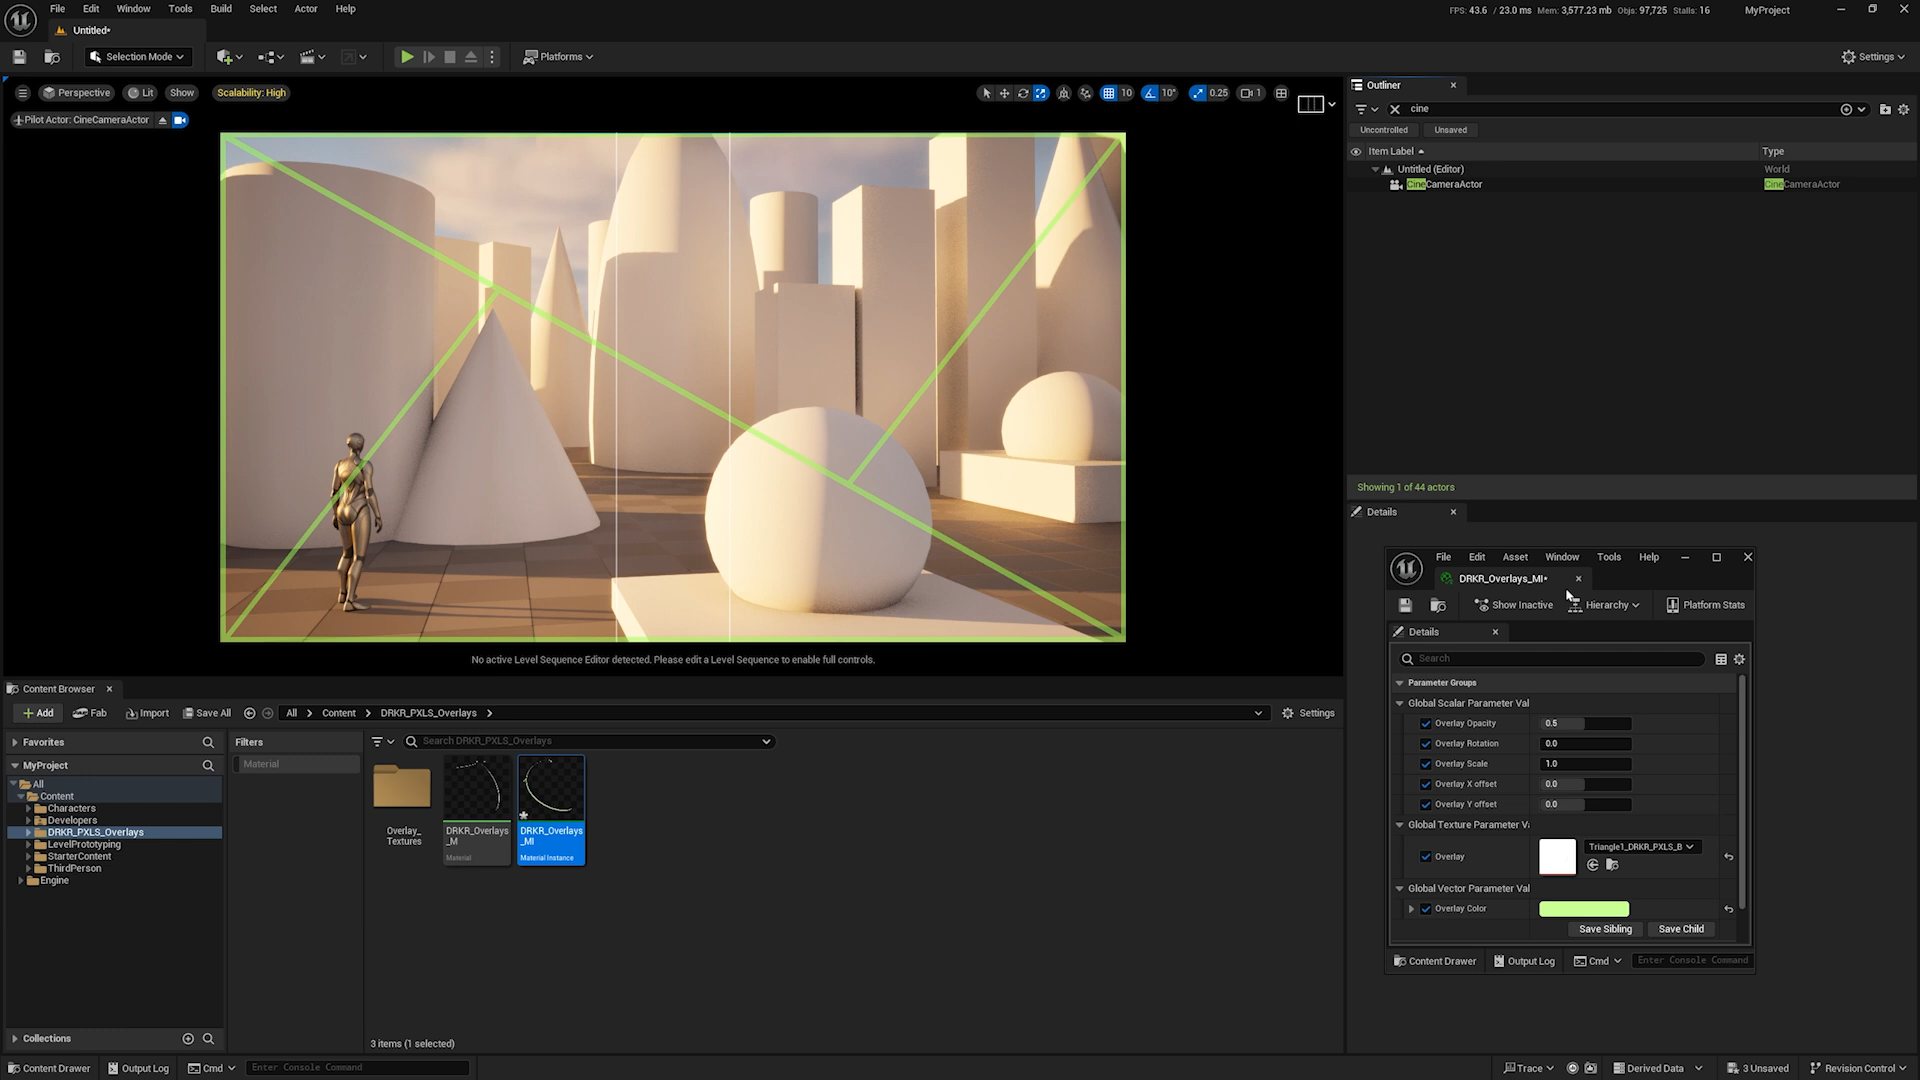 File Edit Window Tools Build Select Actor Help
FPS: 43.6 / 23.0 ms Mem: 3,577.23 mb Objs: 97,725 Stalls: 16
MyProject
Untitled*
Selection Mode
Platforms
Settings
Perspective
Lit
Show
Scalability: High
10
10°
0.25
1
Pilot Actor: CineCameraActor
Outliner
cine
Uncontrolled
Unsaved
Item Label
Type
Untitled (Editor)
World
CineCameraActor
CineCameraActor
Showing 1 of 44 actors
Details
No active Level Sequence Editor detected. Please edit a Level Sequence to enable full controls.
File Edit Asset Window Tools Help
DRKR_Overlays_MI*
Show Inactive
Hierarchy
Platform Stats
Details
Search
Parameter Groups
Global Scalar Parameter Val
Overlay Opacity
0.5
Overlay Rotation
0.0
Overlay Scale
1.0
Overlay X offset
0.0
Overlay Y offset
0.0
Global Texture Parameter Va
Overlay
Triangle1_DRKR_PXLS_B
Global Vector Parameter Val
Overlay Color
Save Sibling
Save Child
Content Drawer
Output Log
Cmd
Enter Console Command
Content Browser
Add
Fab
Import
Save All
All
Content
DRKR_PXLS_Overlays
Settings
Favorites
MyProject
All
Content
Characters
Developers
DRKR_PXLS_Overlays
LevelPrototyping
StarterContent
ThirdPerson
Engine
Collections
Filters
Material
Search DRKR_PXLS_Overlays
Overlay_
Textures
DRKR_Overlays
_M
Material
DRKR_Overlays
_MI
Material Instance
3 items (1 selected)
Content Drawer
Output Log
Cmd
Enter Console Command
Trace
Derived Data
3 Unsaved
Revision Control